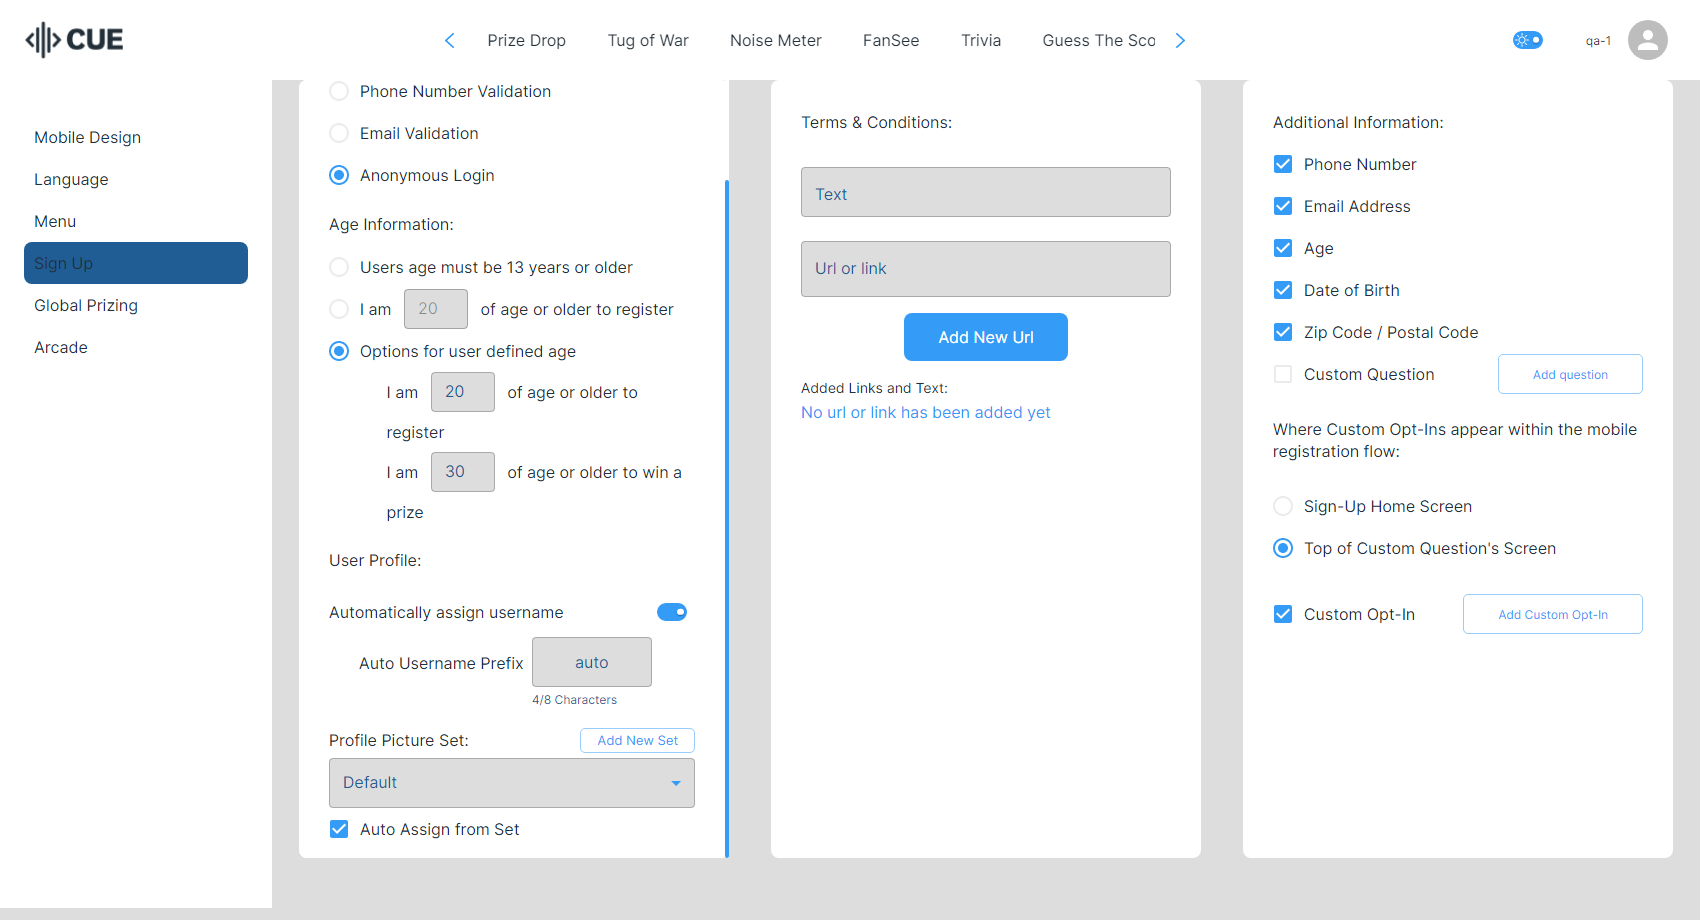 CUE
Prize Drop
Tug of War
Noise Meter
FanSee
Trivia
Guess The Sco
qa-1
Mobile Design
Language
Menu
Sign Up
Global Prizing
Arcade
Phone Number Validation
Email Validation
Anonymous Login
Age Information:
Users age must be 13 years or older
I am 20 of age or older to register
Options for user defined age
I am 20 of age or older to
register
I am 30 of age or older to win a
prize
User Profile:
Automatically assign username
Auto Username Prefix auto
4/8 Characters
Profile Picture Set:
Add New Set
Default
Auto Assign from Set
Terms & Conditions:
Text
Url or link
Add New Url
Added Links and Text:
No url or link has been added yet
Additional Information:
Phone Number
Email Address
Age
Date of Birth
Zip Code / Postal Code
Custom Question
Add question
Where Custom Opt-Ins appear within the mobile
registration flow:
Sign-Up Home Screen
Top of Custom Question's Screen
Custom Opt-In
Add Custom Opt-In